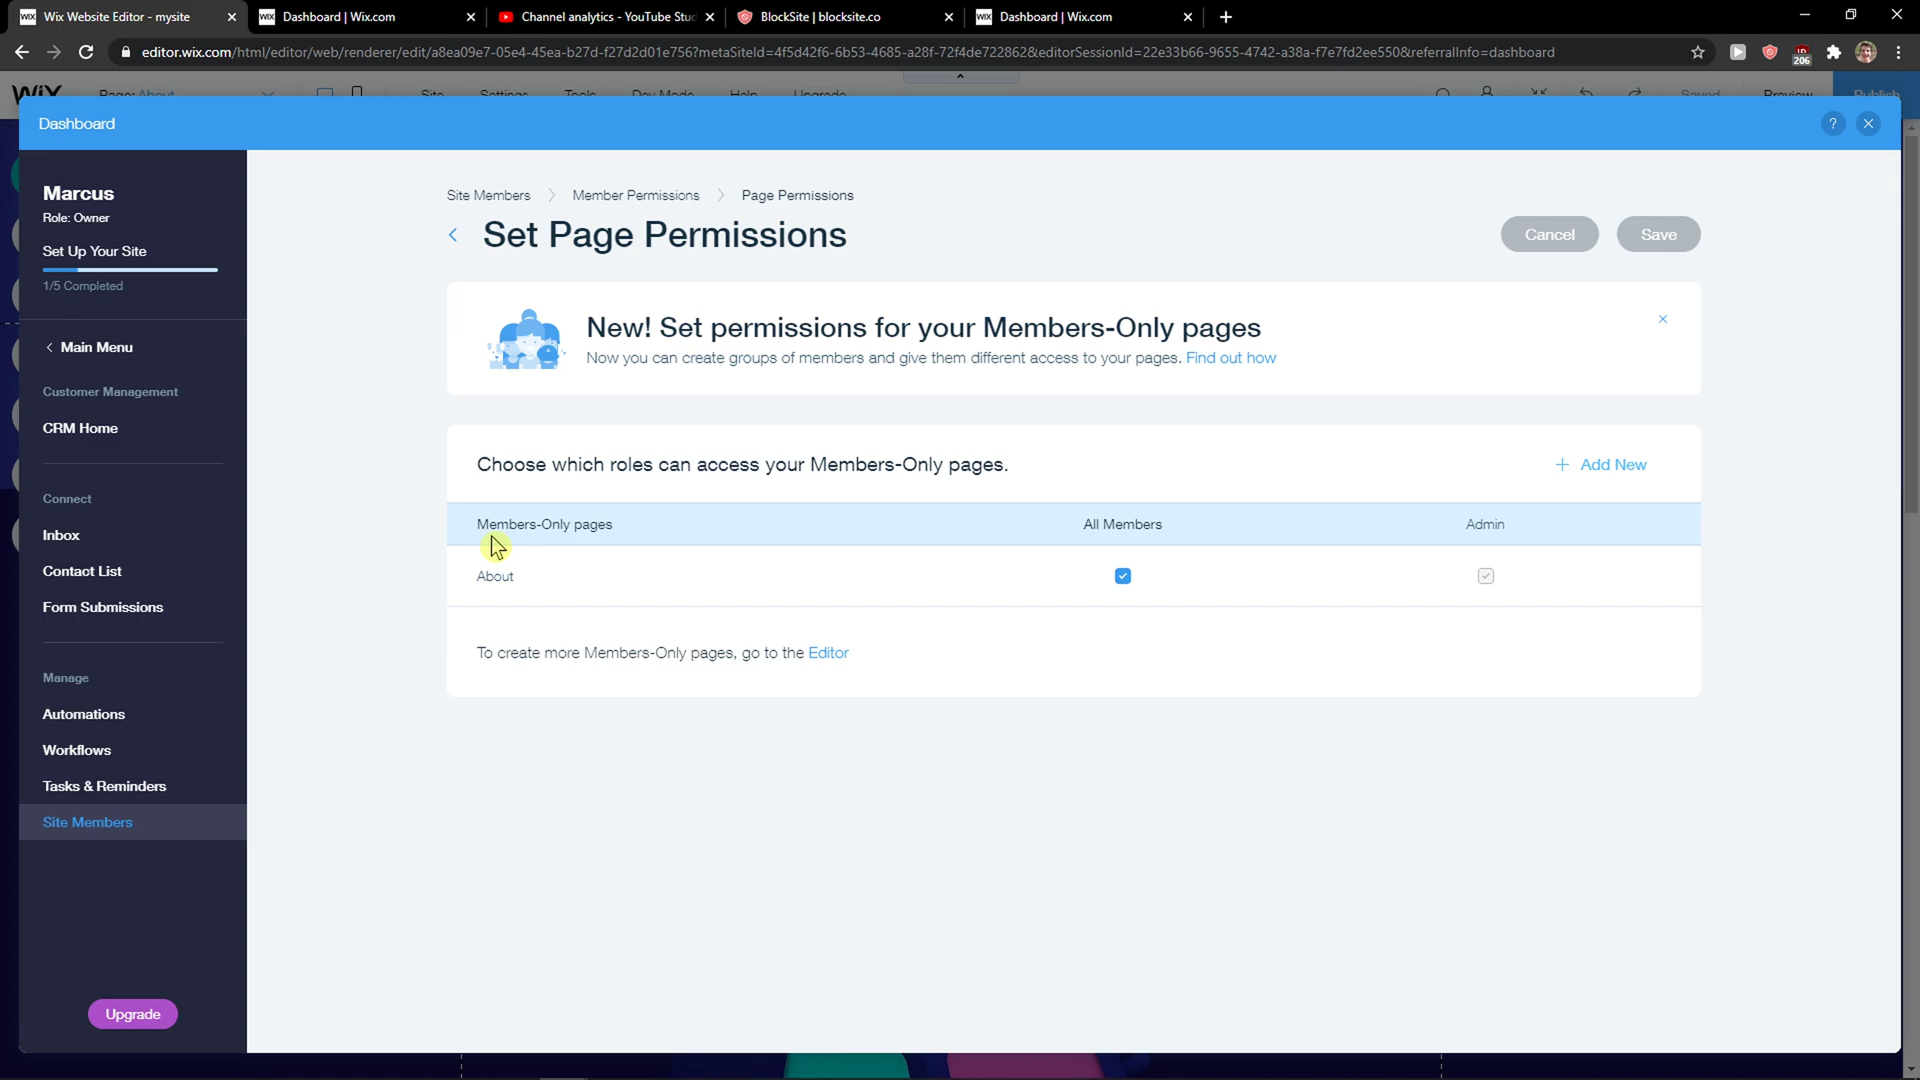 Wix Website Editor - mysite
Dashboard | Wix.com
Channel analytics - YouTube Stu
BlockSite | blocksite.co
Dashboard | Wix.com
editor.wix.com/html/editor/web/renderer/edit/a8ea09e7-05e4-45ea-b27d-f27d2d01e756?metaSiteId=4f5d42f6-6b53-4685-a28f-72f4de722862&editorSessionId=22e33b66-9655-4742-a38a-f7e7fd2ee550&referralInfo=dashboard
206
WiX
Page: About
Site
Settings
Tools
Dev Mode
Help
Upgrade
Saved
Preview
Publish
Dashboard
?
Marcus
Role: Owner
Set Up Your Site
1/5 Completed
Main Menu
Customer Management
CRM Home
Connect
Inbox
Contact List
Form Submissions
Manage
Automations
Workflows
Tasks & Reminders
Site Members
Upgrade
Site Members > Member Permissions > Page Permissions
Set Page Permissions
Cancel
Save
New! Set permissions for your Members-Only pages
Now you can create groups of members and give them different access to your pages. Find out how
Choose which roles can access your Members-Only pages.
+ Add New
Members-Only pages
All Members
Admin
About
To create more Members-Only pages, go to the Editor